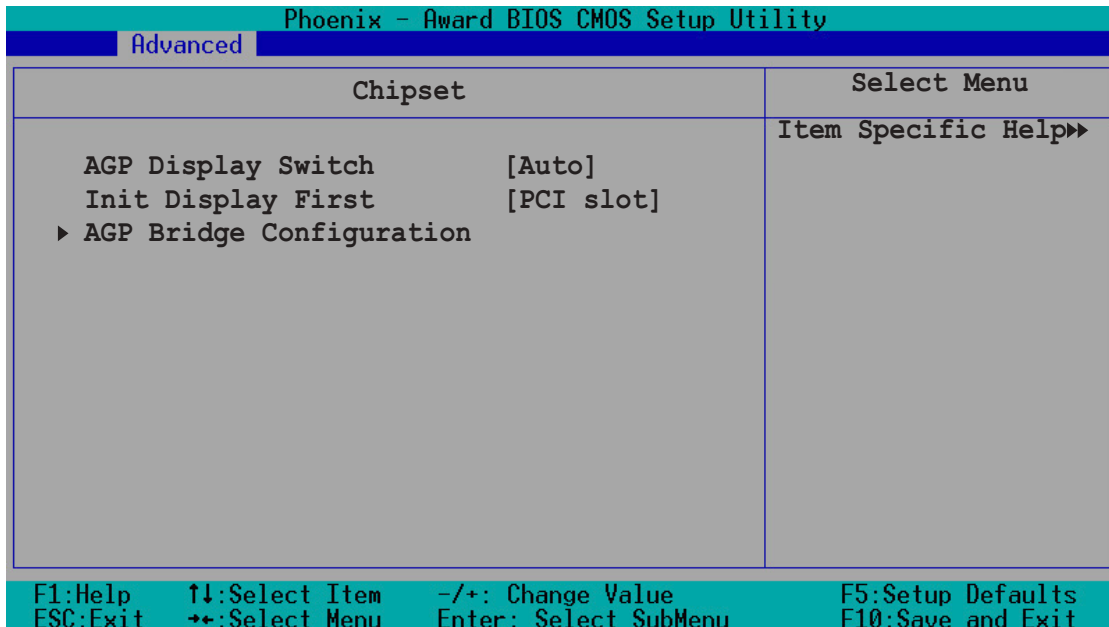 Phoenix - Award BIOS CMOS Setup Utility
Advanced
Chipset
Select Menu
Item Specific Help▶▶
AGP Display Switch [Auto]
Init Display First [PCI slot]
▶ AGP Bridge Configuration
F1:Help ↑↓:Select Item -/+: Change Value F5:Setup Defaults
ESC:Exit →←:Select Menu Enter: Select SubMenu F10:Save and Exit